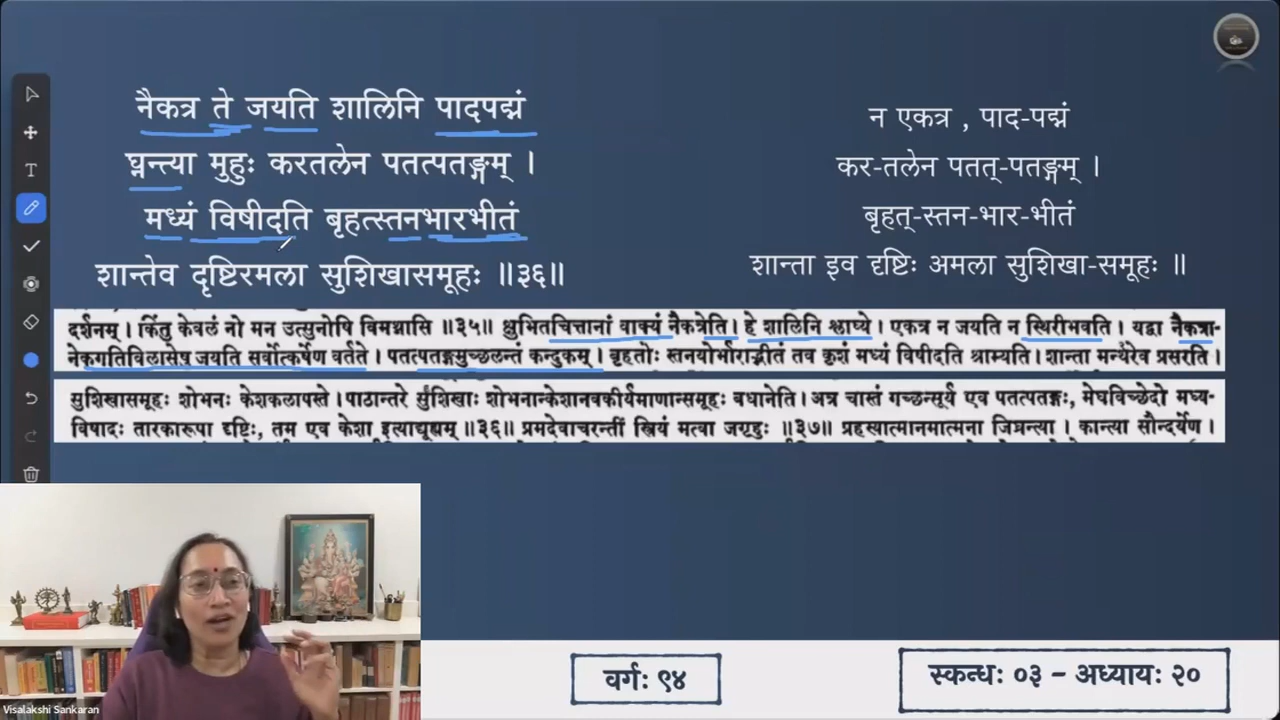 नैकत्र ते जयति शालिनि पादपद्मं
घ्नन्त्या मुहुः करतलेन पतत्पतङ्गम् ।
मध्यं विषीदति बृहत्स्तनभारभीतं
शान्तेव दृष्टिरमला सुशिखासमूहः ॥३६॥
न एकत्र , पाद-पद्मं
कर-तलेन पतत्-पतङ्गम् ।
बृहत्-स्तन-भार-भीतं
शान्ता इव दृष्टिः अमला सुशिखा-समूहः ॥
दर्शनम् । किंतु केवलं नो मन उत्सुनोषि विमथ्नासि ॥३५॥ क्षुभितचित्तानां वाक्यं नैकत्रेति । हे शालिनि श्लाघ्ये । एकत्र न जयति न स्थिरीभवति । यद्वा नैकत्रा-
नेकगतिविलासेष जयति सर्वोत्कर्षेण वर्तते । पतत्पतङ्गमुच्छलन्तं कन्दुकम् । बृहतोः स्तनयोर्भाराद्भीतं तव कृशं मध्यं विषीदति श्राम्यति । शान्ता मन्थरेव प्रसरति ।
सुशिखासमूहः शोभनः केशकलापस्ते । पाठान्तरे सुशिखाः शोभनान्केशानवकीर्यमाणान्समूहः बधानेति । अत्र चास्तं गच्छन्सूर्य एव पतत्पतङ्गः, मेघविच्छेदो मध्य-
विषादः तारकारूपा दृष्टिः, तम एव केशा इत्याद्यूह्यम् ॥३६॥ प्रमदेवाचरन्तीं स्त्रियं मत्वा जगृहुः ॥३७॥ प्रहस्यात्मानमात्मना जिघ्रन्त्या । कान्त्या सौन्दर्येण ।
Visalakshi Sankaran
वर्गः ९४
स्कन्धः ०३ – अध्यायः २०